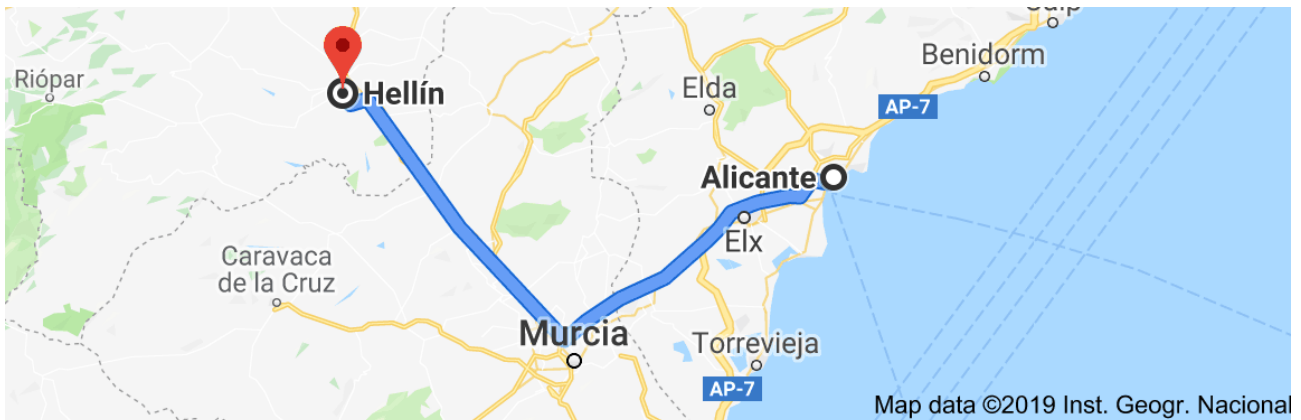 Riópar
Hellín
Elda
Benidorm
AP-7
Alicante
Elx
Caravaca
de la Cruz
Murcia
Torrevieja
AP-7
Map data ©2019 Inst. Geogr. Nacional